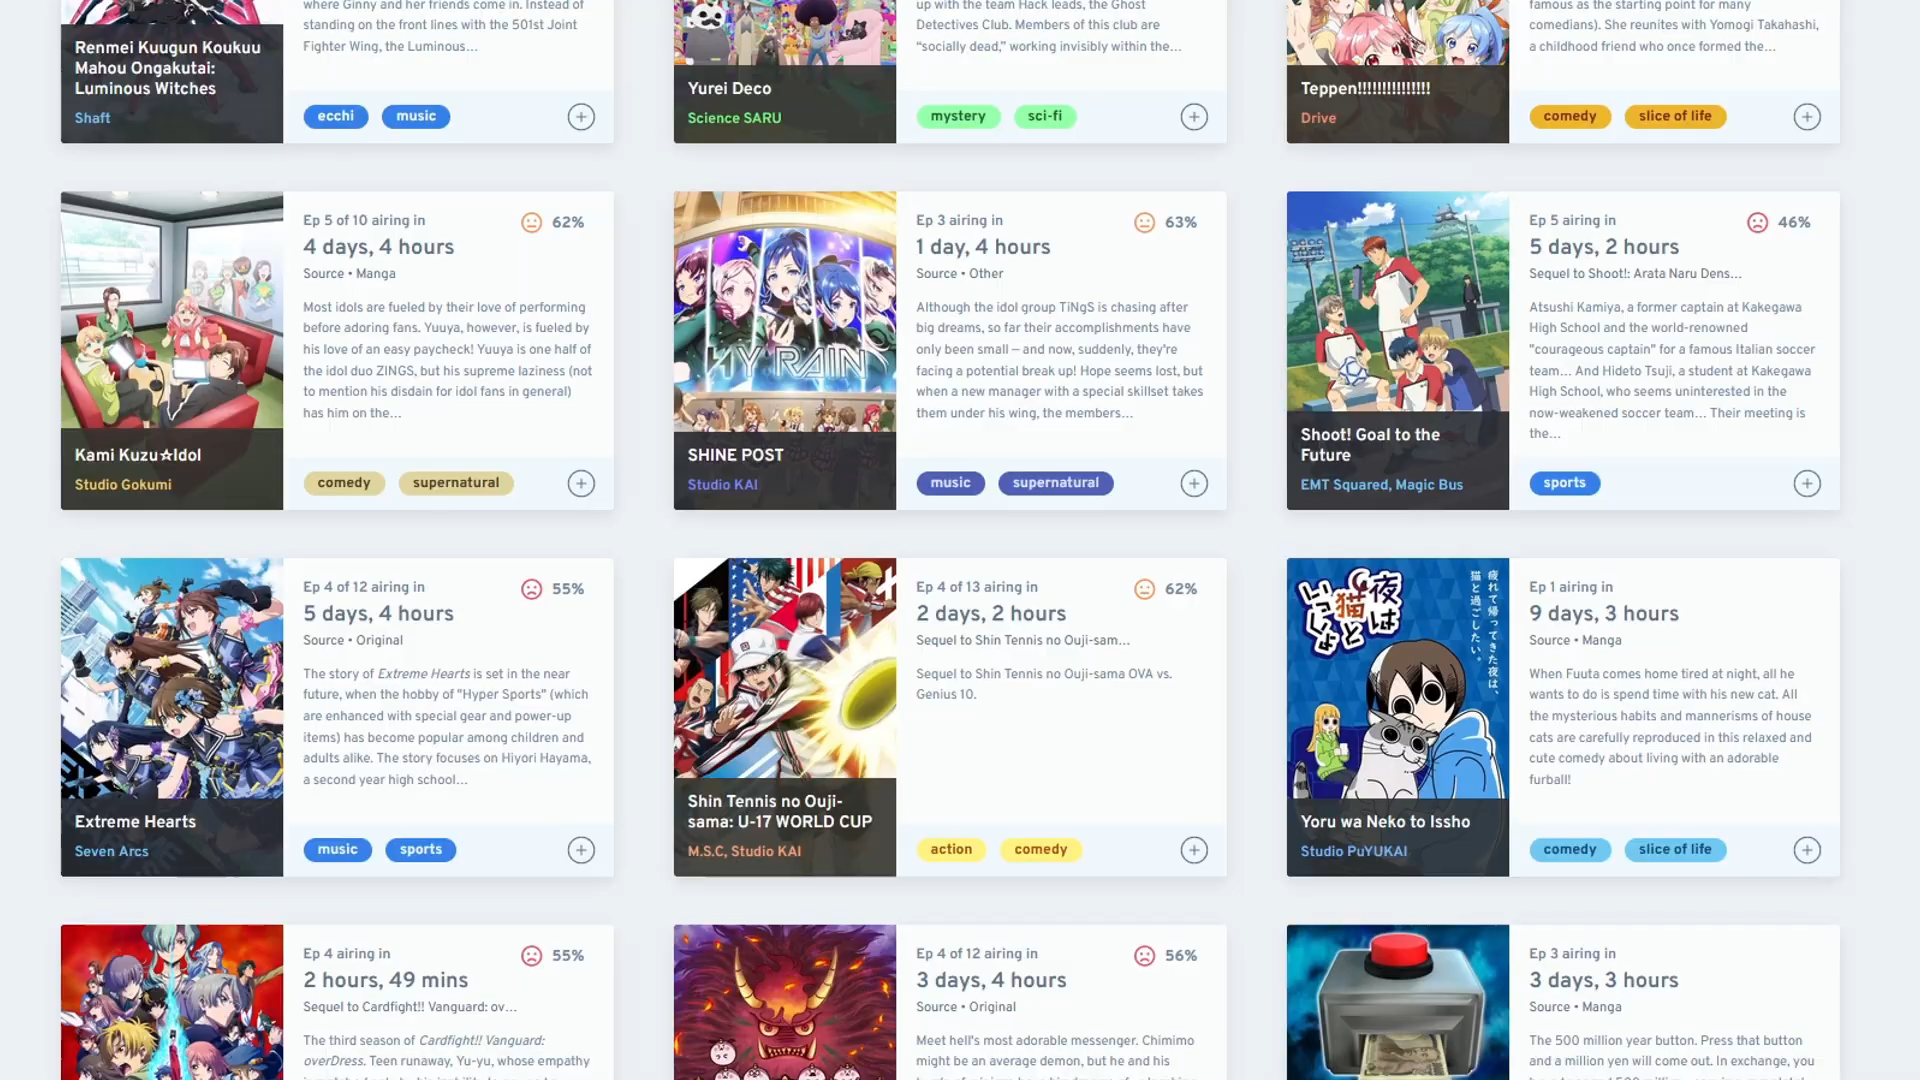 where Ginny and her friends come in. Instead of
standing on the front lines with the 501st Joint
Fighter Wing, the Luminous...
Renmei Kuugun Koukuu
Mahou Ongakutai:
Luminous Witches
Shaft
ecchi
music
up with the team Hack leads, the Ghost
Detectives Club. Members of this club are
“socially dead,” working invisibly within the...
Yurei Deco
Science SARU
mystery
sci-fi
famous as the starting point for many
comedians). She reunites with Yomogi Takahashi,
a childhood friend who once formed the...
Teppen!!!!!!!!!!!!!!!
Drive
comedy
slice of life
Ep 5 of 10 airing in
62%
4 days, 4 hours
Source • Manga
Most idols are fueled by their love of performing
before adoring fans. Yuuya, however, is fueled by
his love of an easy paycheck! Yuuya is one half of
the idol duo ZINGS, but his supreme laziness (not
to mention his disdain for idol fans in general)
has him on the...
Kami Kuzu☆Idol
Studio Gokumi
comedy
supernatural
Ep 3 airing in
63%
1 day, 4 hours
Source • Other
Although the idol group TiNgS is chasing after
big dreams, so far their accomplishments have
only been small — and now, suddenly, they're
facing a potential break up! Hope seems lost, but
when a new manager with a special skillset takes
them under his wing, the members...
MY RAIN
SHINE POST
Studio KAI
music
supernatural
Ep 5 airing in
46%
5 days, 2 hours
Sequel to Shoot!: Arata Naru Dens...
Atsushi Kamiya, a former captain at Kakegawa
High School and the world-renowned
"courageous captain" for a famous Italian soccer
team... And Hideto Tsuji, a student at Kakegawa
High School, who seems uninterested in the
now-weakened soccer team... Their meeting is
the...
Shoot! Goal to the
Future
EMT Squared, Magic Bus
sports
Ep 4 of 12 airing in
55%
5 days, 4 hours
Source • Original
The story of Extreme Hearts is set in the near
future, when the hobby of "Hyper Sports" (which
are enhanced with special gear and power-up
items) has become popular among children and
adults alike. The story focuses on Hiyori Hayama,
a second year high school...
Extreme Hearts
Seven Arcs
music
sports
Ep 4 of 13 airing in
62%
2 days, 2 hours
Sequel to Shin Tennis no Ouji-sam...
Sequel to Shin Tennis no Ouji-sama OVA vs.
Genius 10.
Shin Tennis no Ouji-
sama: U-17 WORLD CUP
M.S.C, Studio KAI
action
comedy
夜は
猫と
いっしょ
疲れて帰ってきた夜は、
猫と過ごしたい。
Ep 1 airing in
9 days, 3 hours
Source • Manga
When Fuuta comes home tired at night, all he
wants to do is spend time with his new cat. All
the mysterious habits and mannerisms of house
cats are carefully reproduced in this relaxed and
cute comedy about living with an adorable
furball!
Yoru wa Neko to Issho
Studio PuYUKAI
comedy
slice of life
Ep 4 airing in
55%
2 hours, 49 mins
Sequel to Cardfight!! Vanguard: ov...
The third season of Cardfight!! Vanguard:
overDress. Teen runaway, Yu-yu, whose empathy
Ep 4 of 12 airing in
56%
3 days, 4 hours
Source • Original
Meet hell's most adorable messenger. Chimimo
might be an average demon, but he and his
Ep 3 airing in
3 days, 3 hours
Source • Manga
The 500 million year button. Press that button
and a million yen will come out. In exchange, you